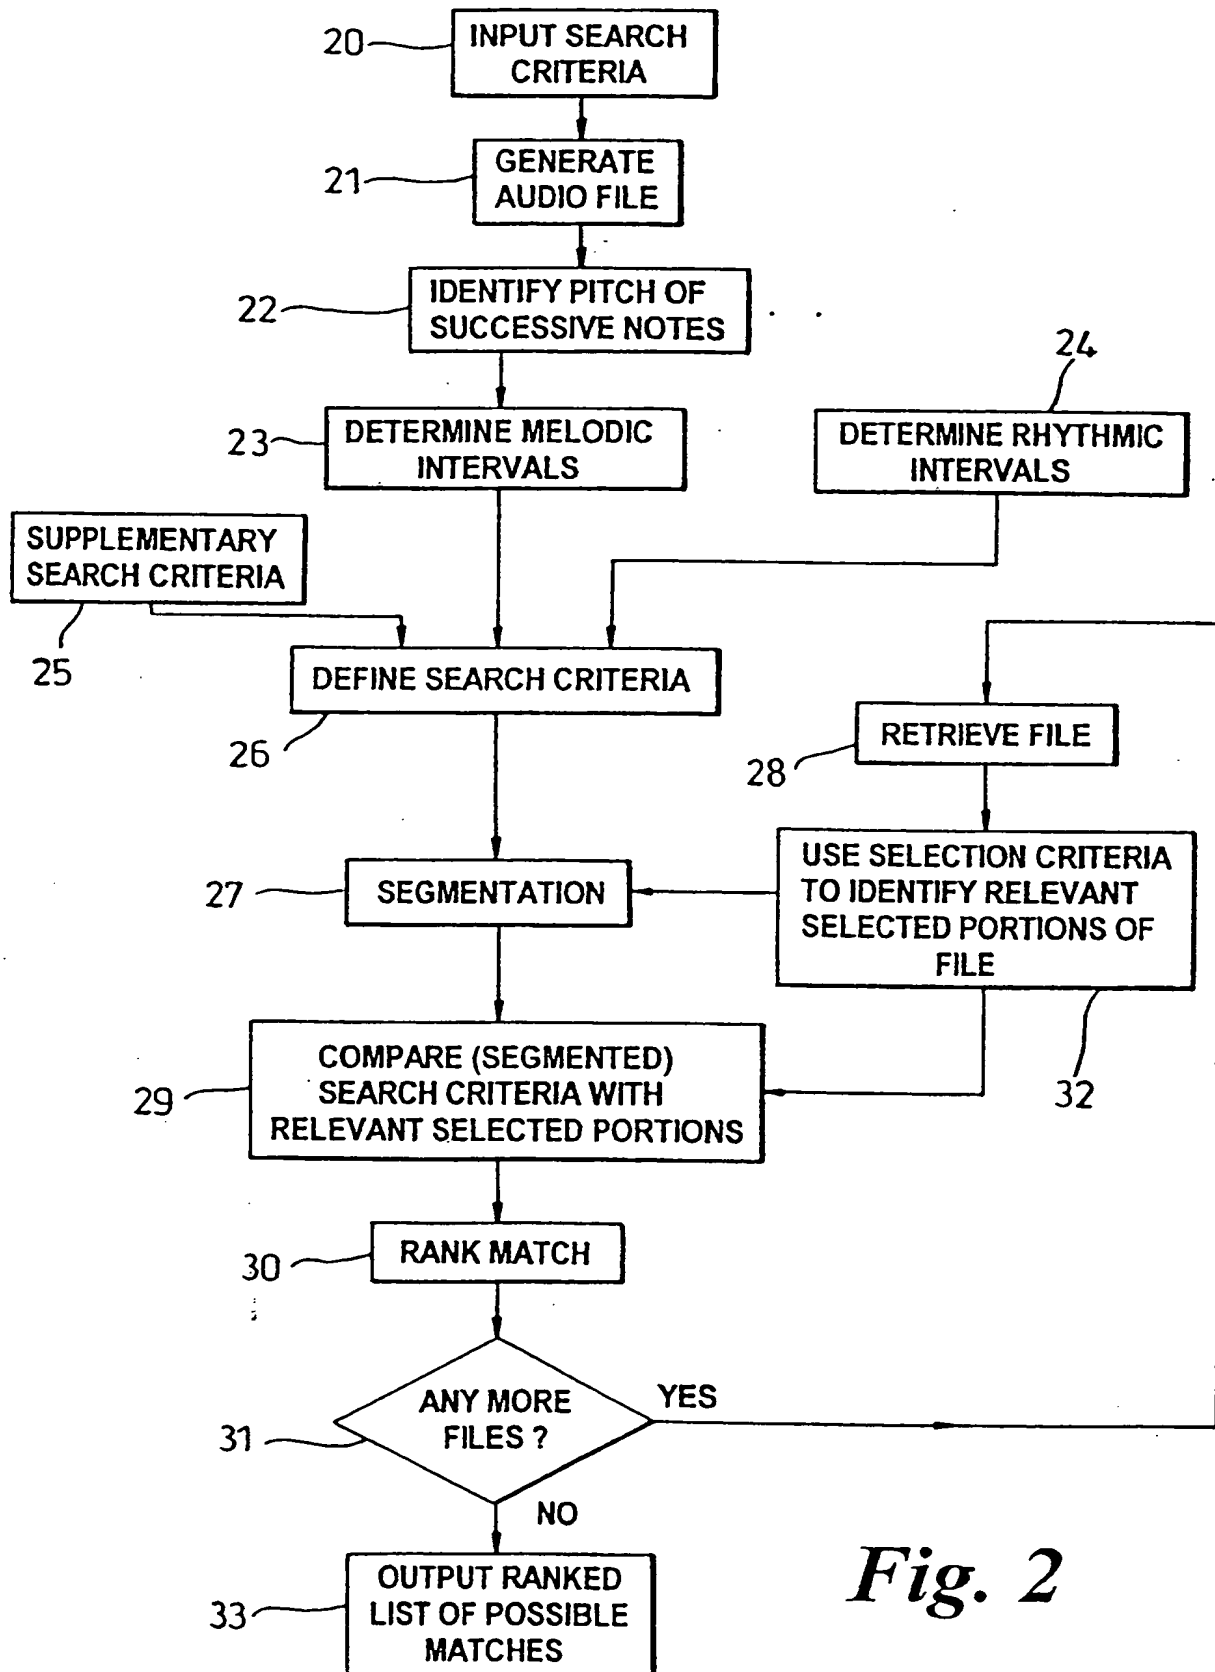 20
INPUT SEARCH
CRITERIA
21
GENERATE
AUDIO FILE
22
IDENTIFY PITCH OF
SUCCESSIVE NOTES
23
DETERMINE MELODIC
INTERVALS
24
DETERMINE RHYTHMIC
INTERVALS
SUPPLEMENTARY
SEARCH CRITERIA
25
DEFINE SEARCH CRITERIA
26
RETRIEVE FILE
28
27
SEGMENTATION
USE SELECTION CRITERIA
TO IDENTIFY RELEVANT
SELECTED PORTIONS OF
FILE
32
29
COMPARE (SEGMENTED)
SEARCH CRITERIA WITH
RELEVANT SELECTED PORTIONS
30
RANK MATCH
31
ANY MORE
FILES ?
YES
NO
33
OUTPUT RANKED
LIST OF POSSIBLE
MATCHES
Fig. 2